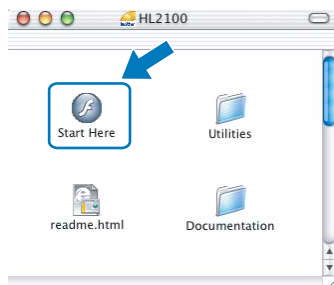 HL2100
Start Here
Utilities
readme.html
Documentation